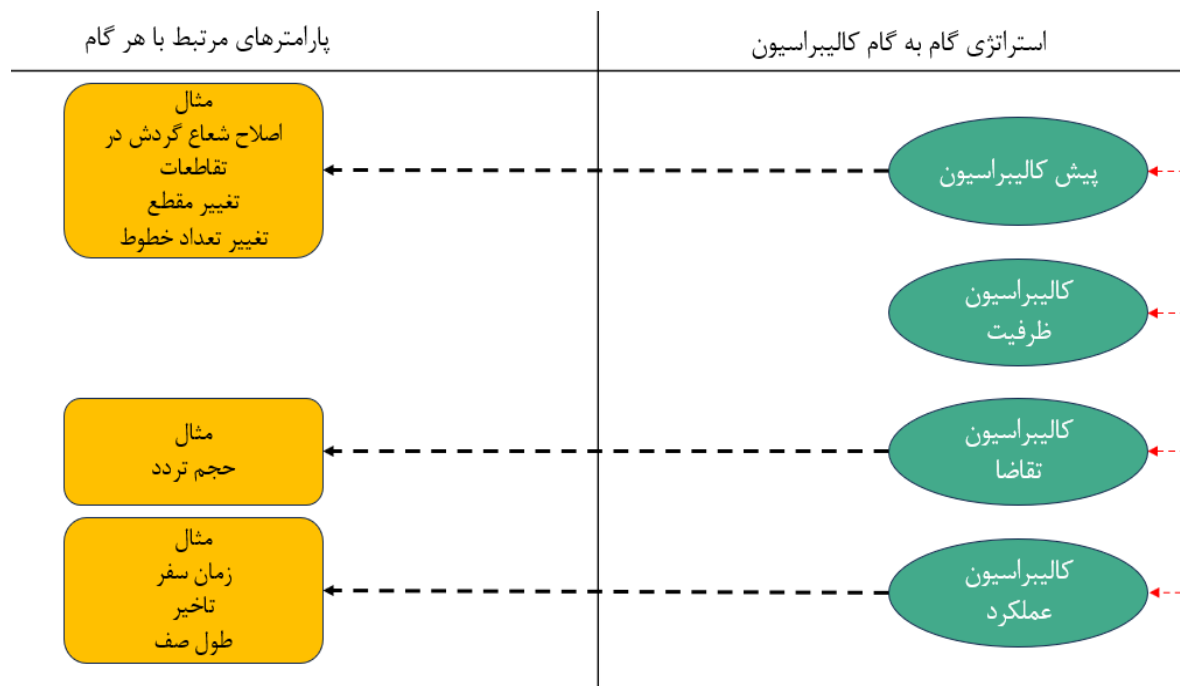 استراتژی گام به گام کالیبراسیون
پارامترهای مرتبط با هر گام
پیش کالیبراسیون
مثال
اصلاح شعاع گردش در
تقاطعات
تغییر مقطع
تغییر تعداد خطوط
کالیبراسیون
ظرفیت
کالیبراسیون
تقاضا
مثال
حجم تردد
کالیبراسیون
عملکرد
مثال
زمان سفر
تاخیر
طول صف